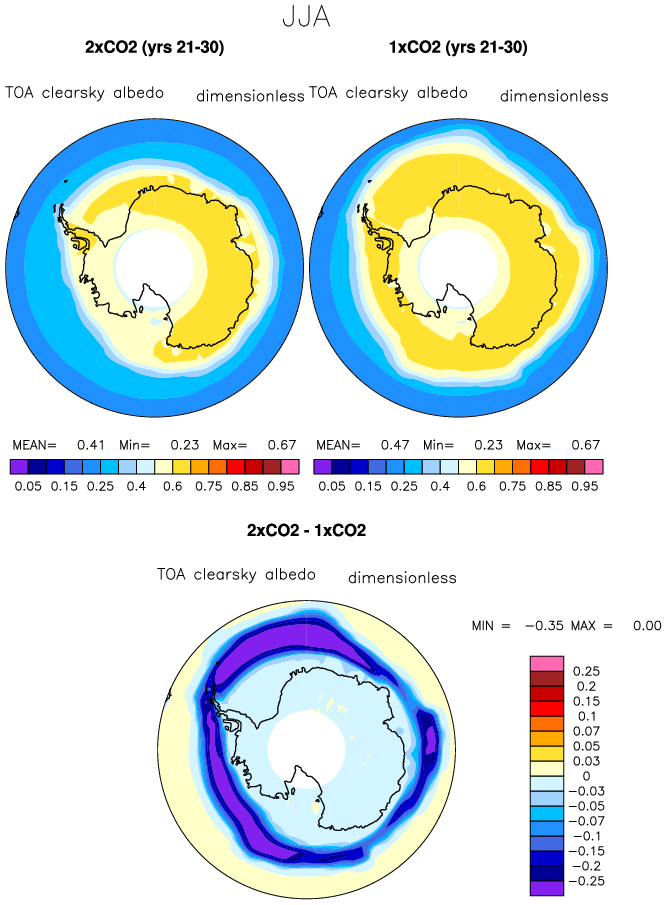 JJA
2xCO2 (yrs 21-30) 1xCO2 (yrs 21-30)
TOA clearsky albedo dimensionless TOA clearsky albedo dimensionless
MEAN= 0.41 Min= 0.23 Max= 0.67 MEAN= 0.47 Min= 0.23 Max= 0.67
0.05 0.15 0.25 0.4 0.6 0.75 0.85 0.95 0.05 0.15 0.25 0.4 0.6 0.75 0.85 0.95
2xCO2 - 1xCO2
TOA clearsky albedo dimensionless
MIN = -0.35 MAX = 0.00
0.25
0.2
0.15
0.1
0.07
0.05
0.03
0
-0.03
-0.05
-0.07
-0.1
-0.15
-0.2
-0.25